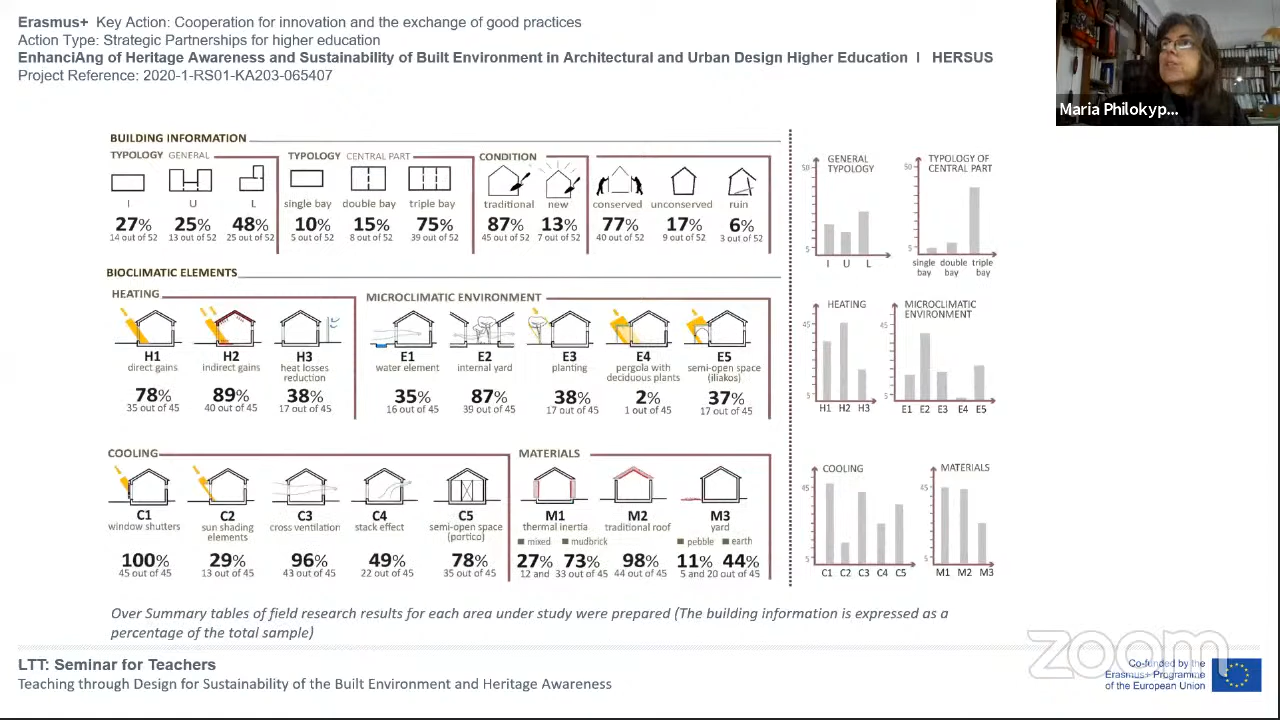 Erasmus+ Key Action: Cooperation for innovation and the exchange of good practices
Action Type: Strategic Partnerships for higher education
EnhanciAng of Heritage Awareness and Sustainability of Built Environment in Architectural and Urban Design Higher Education I HERSUS
Project Reference: 2020-1-RS01-KA203-065407
Maria Philokyp...
BUILDING INFORMATION
TYPOLOGY GENERAL
I U L
27% 25% 48%
14 out of 52 13 out of 52 25 out of 52
TYPOLOGY CENTRAL PART
single bay double bay triple bay
10% 15% 75%
5 out of 52 8 out of 52 39 out of 52
CONDITION
traditional new
87% 13%
45 out of 52 7 out of 52
conserved unconserved ruin
77% 17% 6%
40 out of 52 9 out of 52 3 out of 52
GENERAL
TYPOLOGY
50
5
I U L
TYPOLOGY OF
CENTRAL PART
50
5
single double triple
bay bay bay
BIOCLIMATIC ELEMENTS
HEATING
H1 H2 H3
direct gains indirect gains heat losses
reduction
78% 89% 38%
35 out of 45 40 out of 45 17 out of 45
MICROCLIMATIC ENVIRONMENT
E1 E2 E3 E4 E5
water element internal yard planting pergola with semi-open space
deciduous plants (iliakos)
35% 87% 38% 2% 37%
16 out of 45 39 out of 45 17 out of 45 1 out of 45 17 out of 45
HEATING
45
5
H1 H2 H3
MICROCLIMATIC
ENVIRONMENT
45
5
E1 E2 E3 E4 E5
COOLING
C1 C2 C3 C4 C5
window shutters sun shading cross ventilation stack effect semi-open space
elements (portico)
100% 29% 96% 49% 78%
45 out of 45 13 out of 45 43 out of 45 22 out of 45 35 out of 45
MATERIALS
M1 M2 M3
thermal inertia traditional roof yard
mixed mudbrick pebble earth
27% 73% 98% 11% 44%
12 and 33 out of 45 44 out of 45 5 and 20 out of 45
COOLING
45
5
C1 C2 C3 C4 C5
MATERIALS
45
5
M1 M2 M3
Over Summary tables of field research results for each area under study were prepared (The building information is expressed as a
percentage of the total sample)
zoom
LTT: Seminar for Teachers
Teaching through Design for Sustainability of the Built Environment and Heritage Awareness
Co-funded by the
Erasmus+ Programme
of the European Union